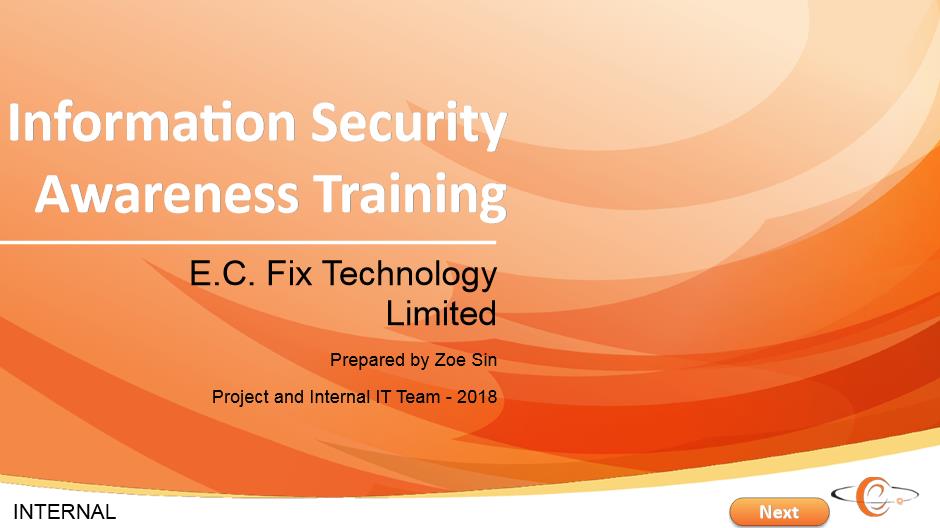 Information Security
Awareness Training
E.C. Fix Technology
Limited
Prepared by Zoe Sin
Project and Internal IT Team - 2018
INTERNAL
Next